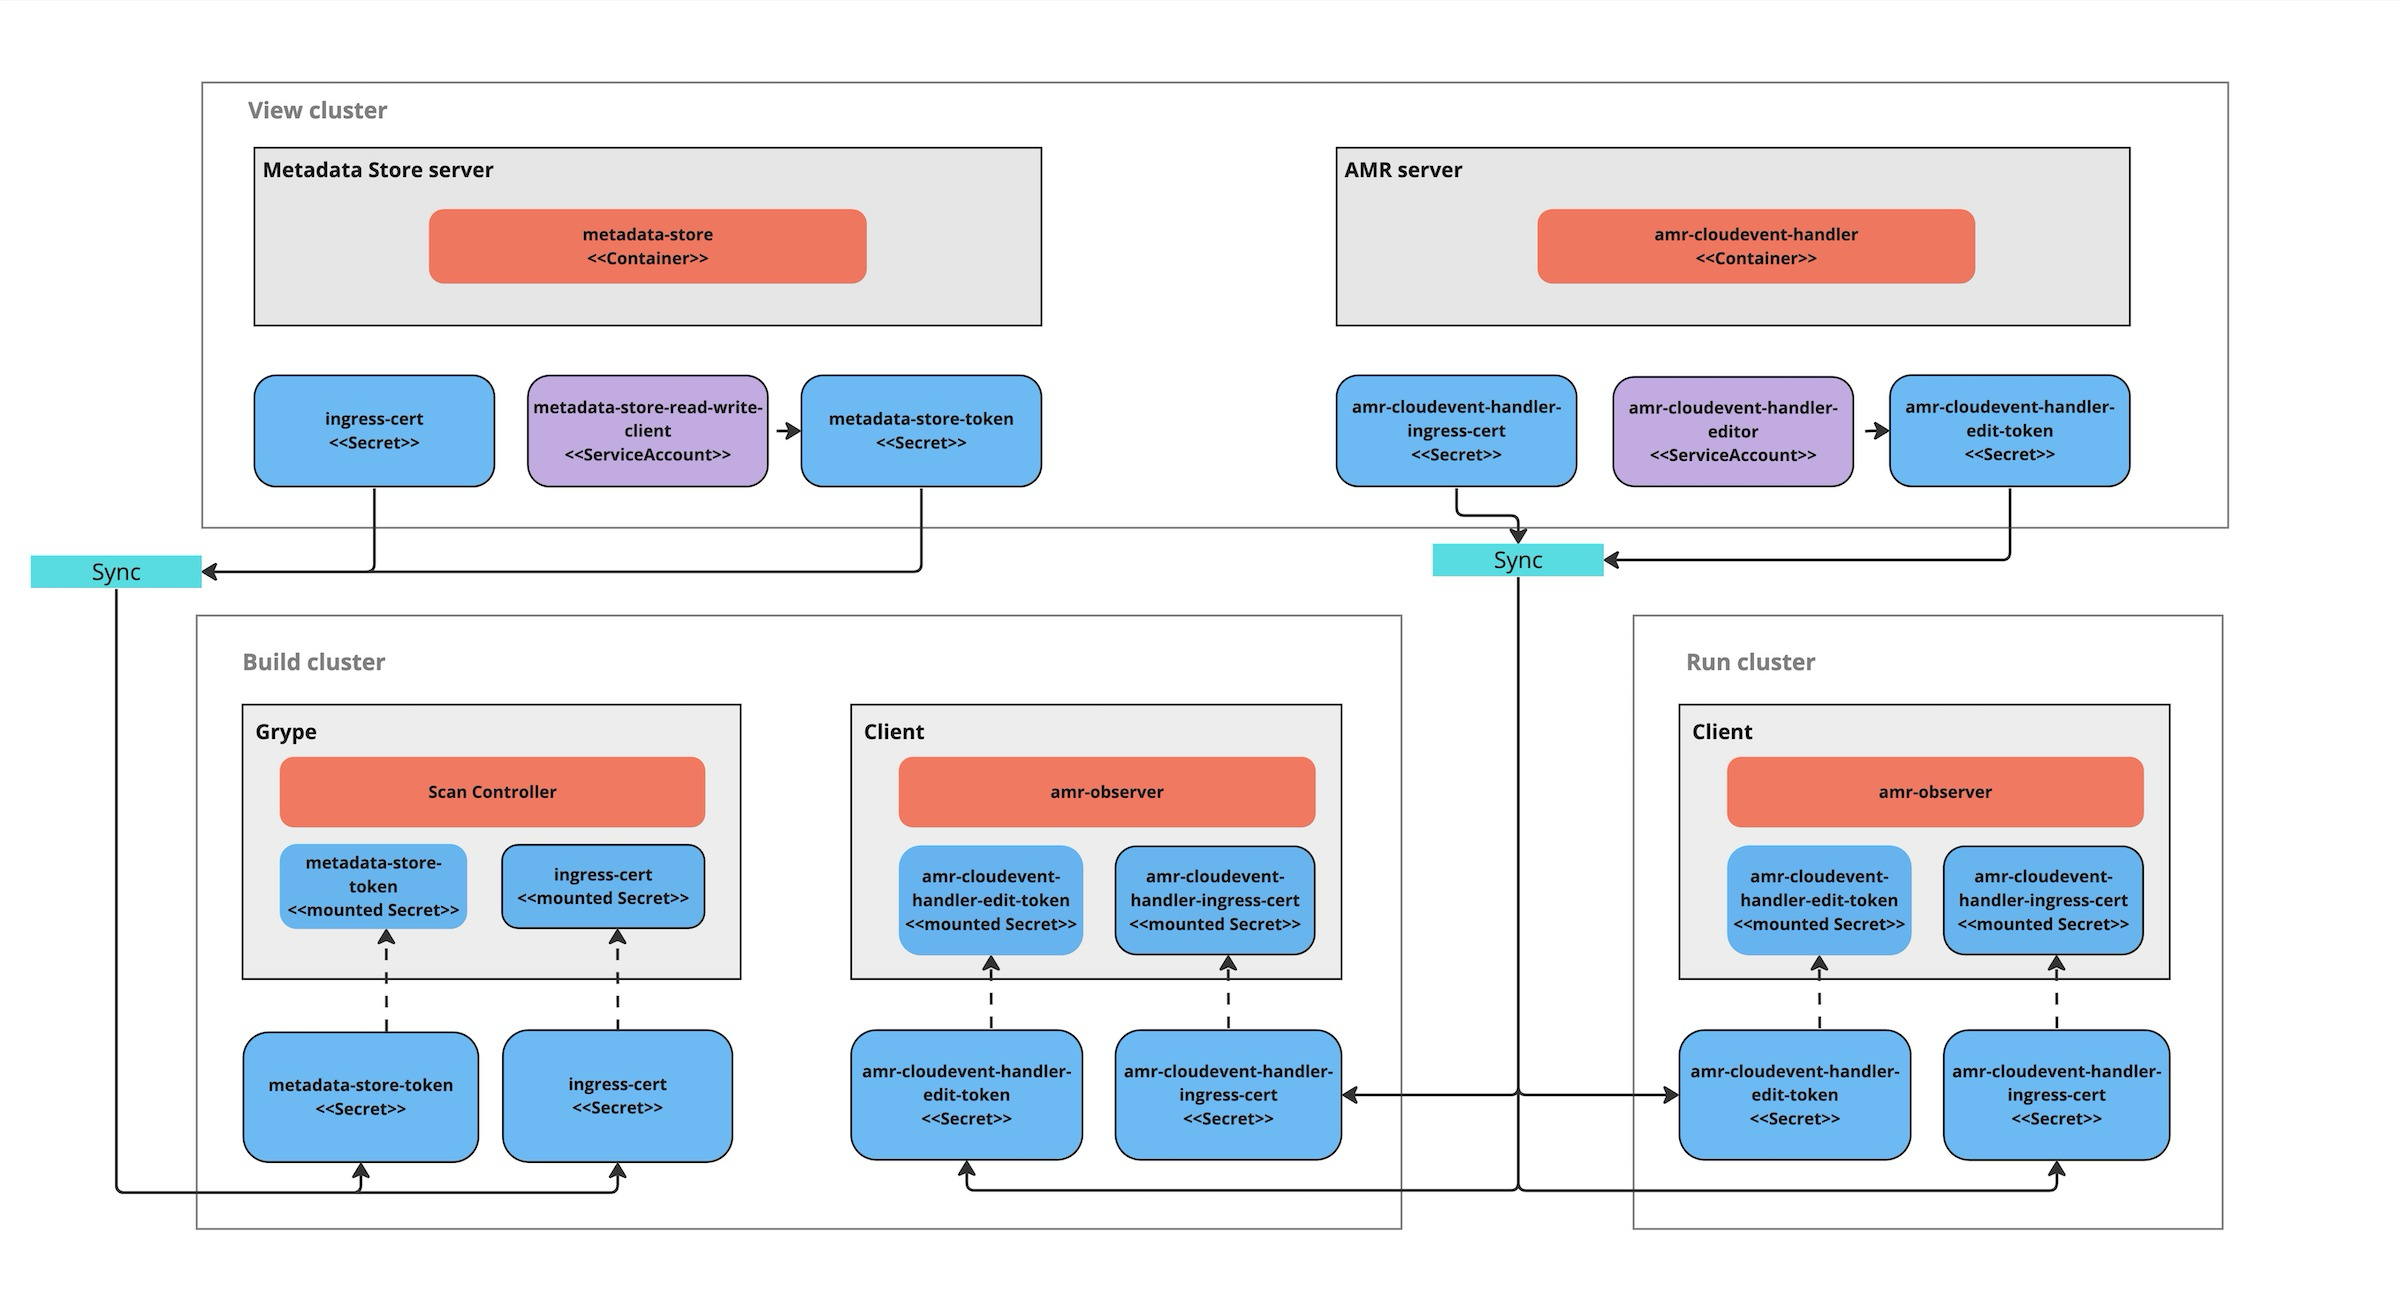 View cluster
Metadata Store server
metadata-store
<<Container>>
AMR server
amr-cloudevent-handler
<<Container>>
ingress-cert
<<Secret>>
metadata-store-read-write-
client
<<ServiceAccount>>
metadata-store-token
<<Secret>>
amr-cloudevent-handler-
ingress-cert
<<Secret>>
amr-cloudevent-handler-
editor
<<ServiceAccount>>
amr-cloudevent-handler-
edit-token
<<Secret>>
Sync
Sync
Build cluster
Grype
Scan Controller
metadata-store-
token
<<mounted Secret>>
ingress-cert
<<mounted Secret>>
metadata-store-token
<<Secret>>
ingress-cert
<<Secret>>
Client
amr-observer
amr-cloudevent-
handler-edit-token
<<mounted Secret>>
amr-cloudevent-
handler-ingress-cert
<<mounted Secret>>
amr-cloudevent-handler-
edit-token
<<Secret>>
amr-cloudevent-handler-
ingress-cert
<<Secret>>
Run cluster
Client
amr-observer
amr-cloudevent-
handler-edit-token
<<mounted Secret>>
amr-cloudevent-
handler-ingress-cert
<<mounted Secret>>
amr-cloudevent-handler-
edit-token
<<Secret>>
amr-cloudevent-handler-
ingress-cert
<<Secret>>